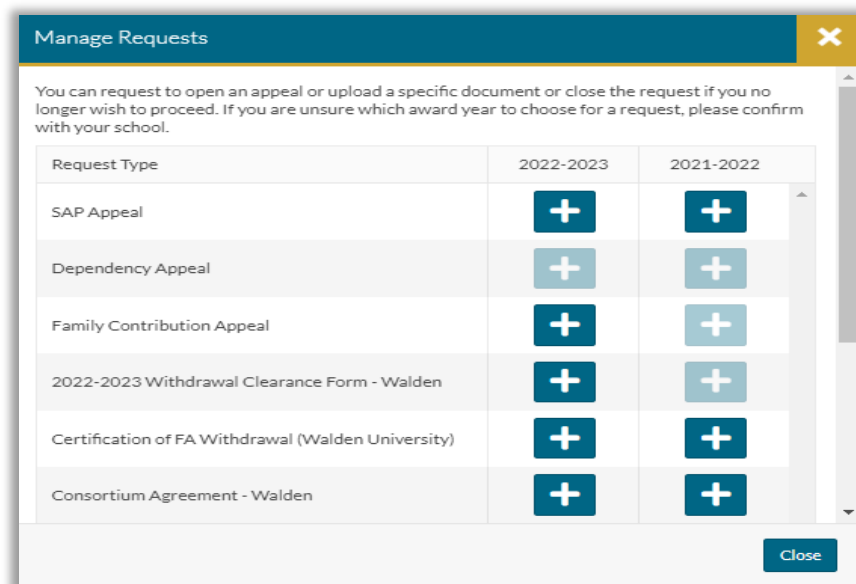 Manage Requests
You can request to open an appeal or upload a specific document or close the request if you no
longer wish to proceed. If you are unsure which award year to choose for a request, please confirm
with your school.
Request Type 2022-2023 2021-2022
SAP Appeal
Dependency Appeal
Family Contribution Appeal
2022-2023 Withdrawal Clearance Form - Walden
Certification of FA Withdrawal (Walden University)
Consortium Agreement - Walden
Close